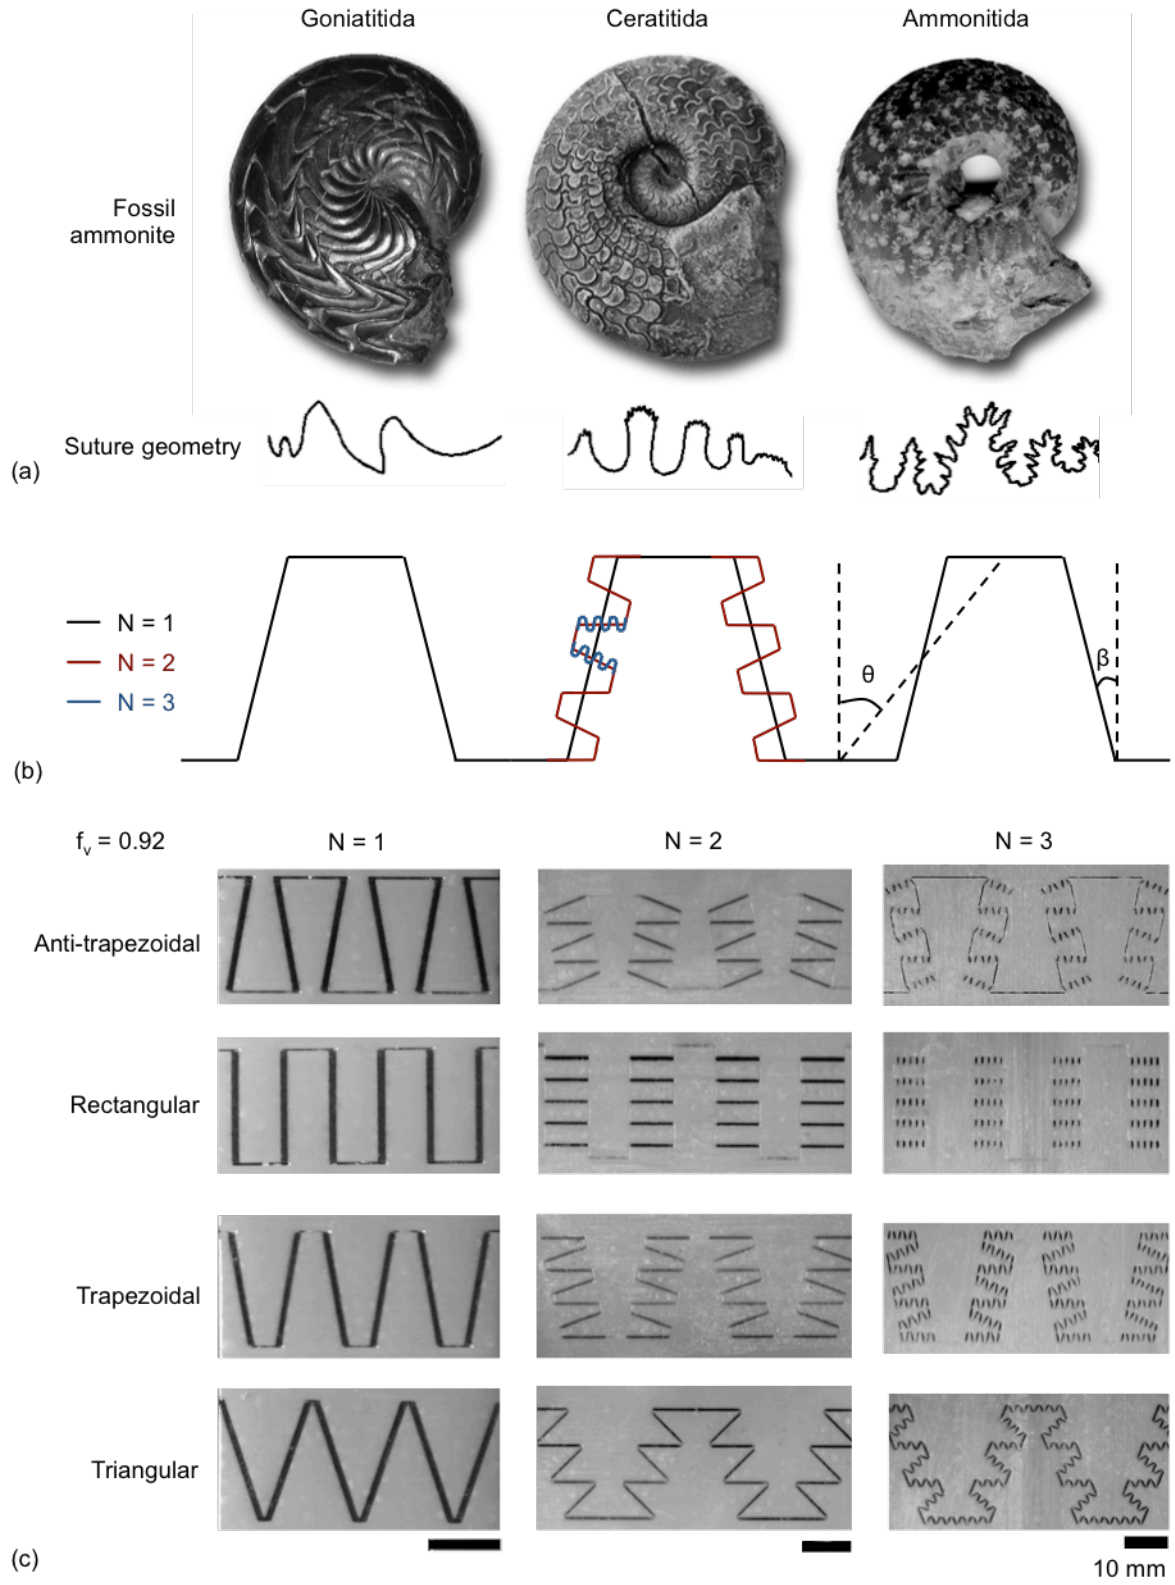 Goniatitida Ceratitida Ammonitida
Fossil
ammonite
Suture geometry
(a)
N = 1
N = 2
N = 3
θ
β
(b)
fv = 0.92 N = 1 N = 2 N = 3
Anti-trapezoidal
Rectangular
Trapezoidal
Triangular
(c)
10 mm